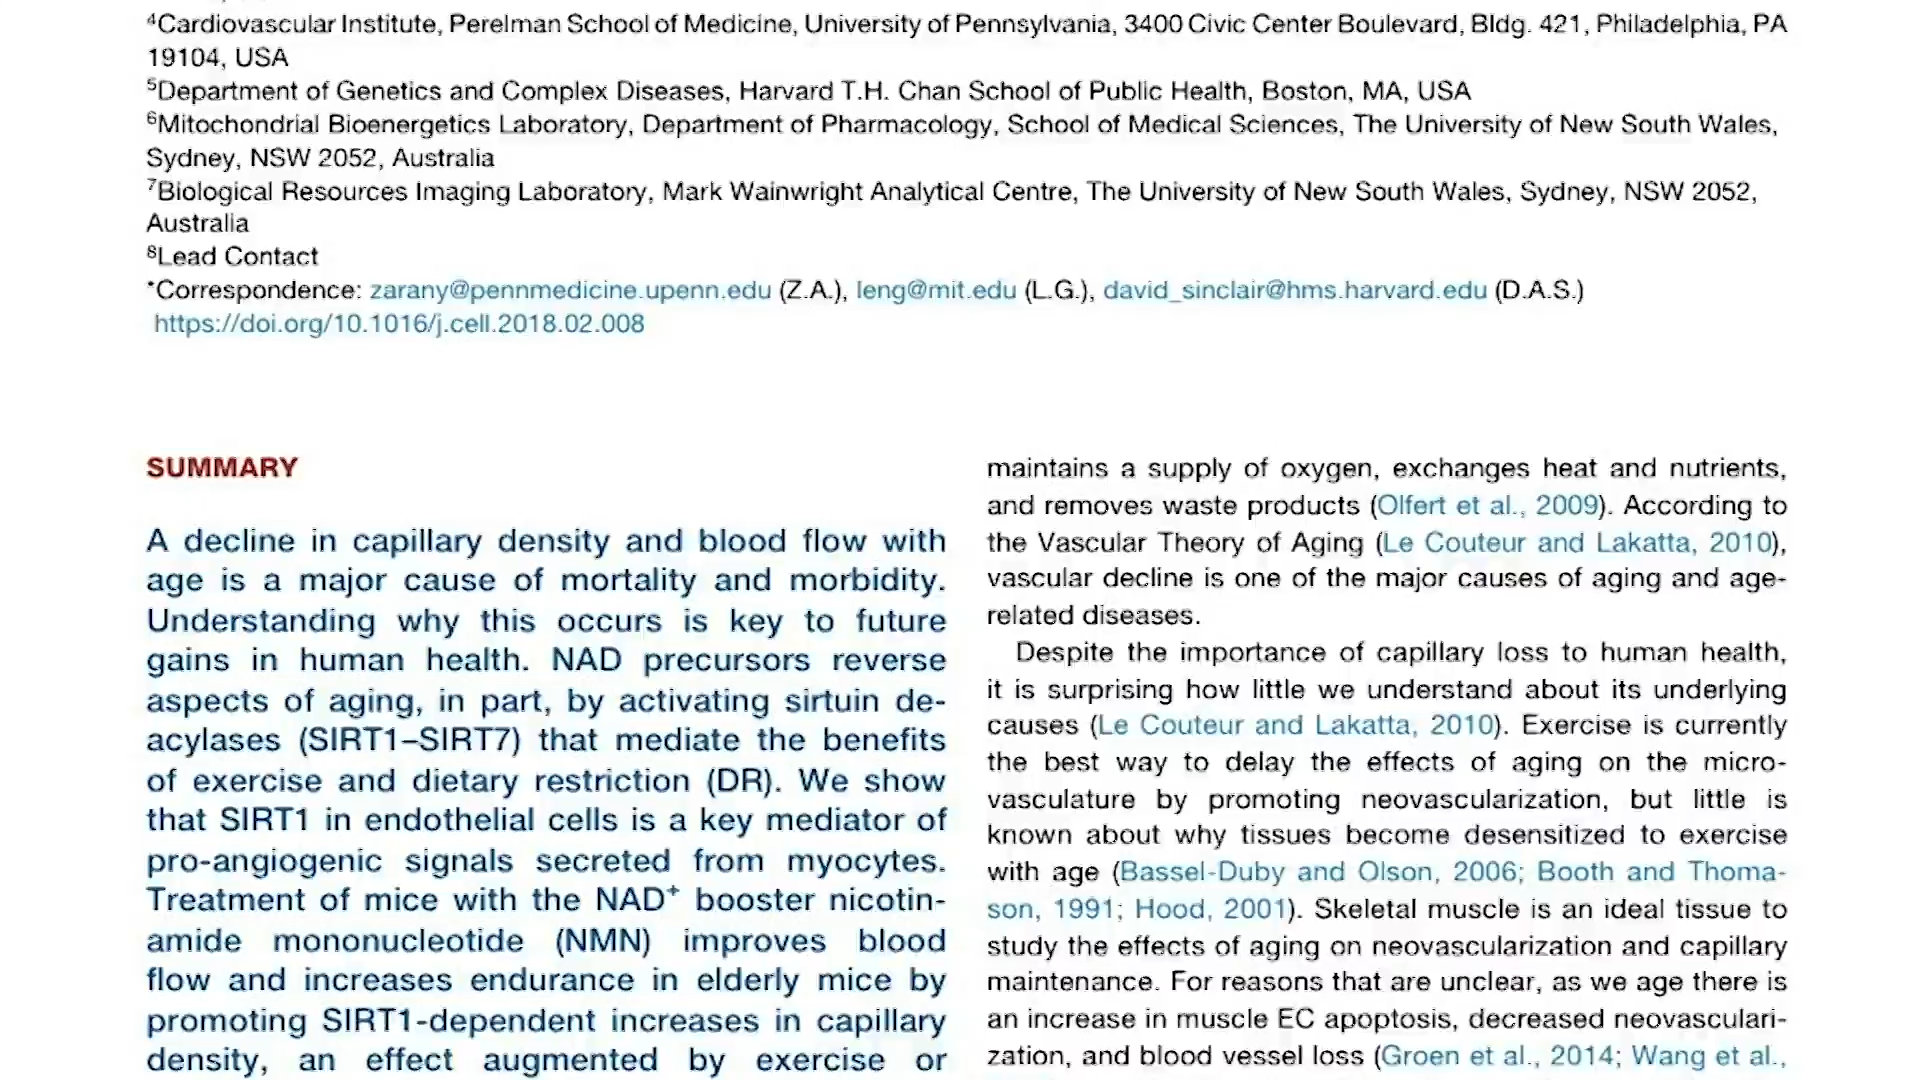 ⁴Cardiovascular Institute, Perelman School of Medicine, University of Pennsylvania, 3400 Civic Center Boulevard, Bldg. 421, Philadelphia, PA
19104, USA
⁵Department of Genetics and Complex Diseases, Harvard T.H. Chan School of Public Health, Boston, MA, USA
⁶Mitochondrial Bioenergetics Laboratory, Department of Pharmacology, School of Medical Sciences, The University of New South Wales,
Sydney, NSW 2052, Australia
⁷Biological Resources Imaging Laboratory, Mark Wainwright Analytical Centre, The University of New South Wales, Sydney, NSW 2052,
Australia
⁸Lead Contact
*Correspondence: zarany@pennmedicine.upenn.edu (Z.A.), leng@mit.edu (L.G.), david_sinclair@hms.harvard.edu (D.A.S.)
https://doi.org/10.1016/j.cell.2018.02.008
SUMMARY
A decline in capillary density and blood flow with
age is a major cause of mortality and morbidity.
Understanding why this occurs is key to future
gains in human health. NAD precursors reverse
aspects of aging, in part, by activating sirtuin de-
acylases (SIRT1–SIRT7) that mediate the benefits
of exercise and dietary restriction (DR). We show
that SIRT1 in endothelial cells is a key mediator of
pro-angiogenic signals secreted from myocytes.
Treatment of mice with the NAD⁺ booster nicotin-
amide mononucleotide (NMN) improves blood
flow and increases endurance in elderly mice by
promoting SIRT1-dependent increases in capillary
density, an effect augmented by exercise or
maintains a supply of oxygen, exchanges heat and nutrients,
and removes waste products (Olfert et al., 2009). According to
the Vascular Theory of Aging (Le Couteur and Lakatta, 2010),
vascular decline is one of the major causes of aging and age-
related diseases.
Despite the importance of capillary loss to human health,
it is surprising how little we understand about its underlying
causes (Le Couteur and Lakatta, 2010). Exercise is currently
the best way to delay the effects of aging on the micro-
vasculature by promoting neovascularization, but little is
known about why tissues become desensitized to exercise
with age (Bassel-Duby and Olson, 2006; Booth and Thoma-
son, 1991; Hood, 2001). Skeletal muscle is an ideal tissue to
study the effects of aging on neovascularization and capillary
maintenance. For reasons that are unclear, as we age there is
an increase in muscle EC apoptosis, decreased neovasculari-
zation, and blood vessel loss (Groen et al., 2014; Wang et al.,